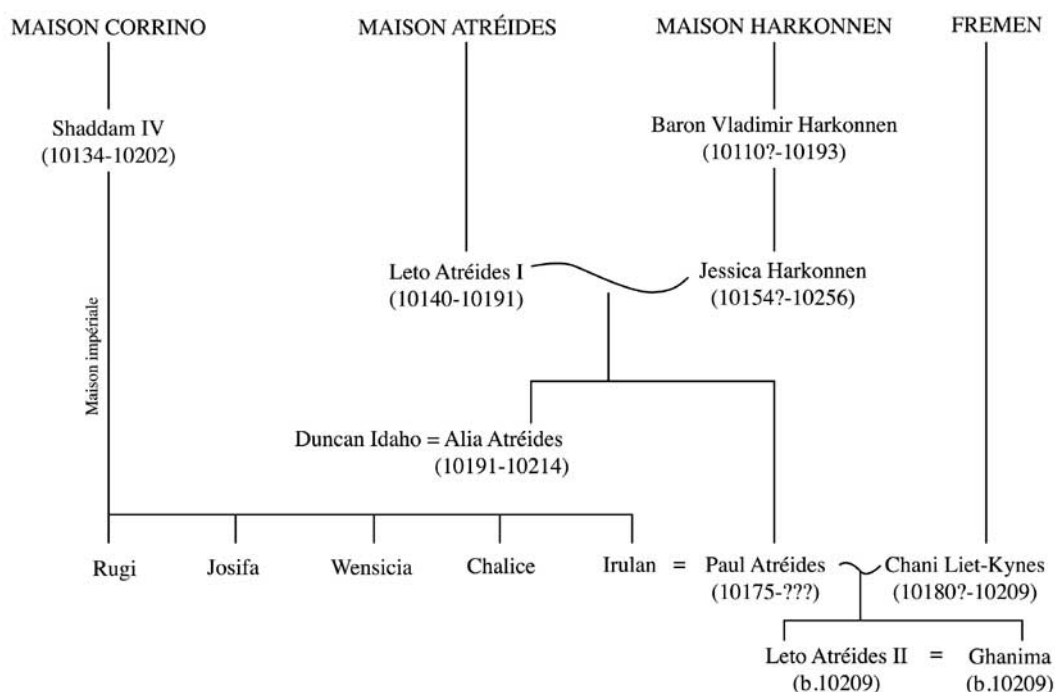 MAISON CORRINO
MAISON ATRÉIDES
MAISON HARKONNEN
FREMEN
Shaddam IV
(10134-10202)
Baron Vladimir Harkonnen
(10110?-10193)
Leto Atréides I
(10140-10191)
Jessica Harkonnen
(10154?-10256)
Maison impériale
Duncan Idaho = Alia Atréides
(10191-10214)
Rugi
Josifa
Wensicia
Chalice
Irulan = Paul Atréides
(10175-???)
Chani Liet-Kynes
(10180?-10209)
Leto Atréides II = Ghanima
(b.10209)
(b.10209)